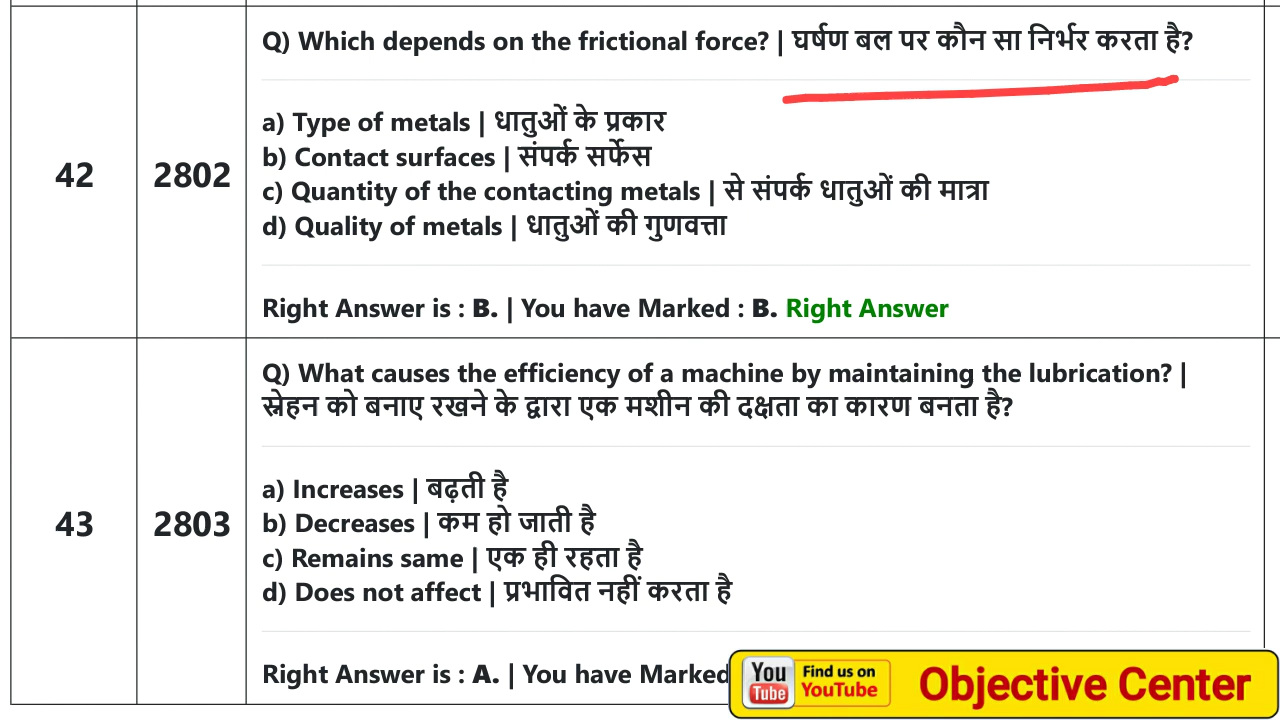 42
2802
Q) Which depends on the frictional force? | घर्षण बल पर कौन सा निर्भर करता है?
a) Type of metals | धातुओं के प्रकार
b) Contact surfaces | संपर्क सर्फेस
c) Quantity of the contacting metals | से संपर्क धातुओं की मात्रा
d) Quality of metals | धातुओं की गुणवत्ता
Right Answer is : B. | You have Marked : B. Right Answer
43
2803
Q) What causes the efficiency of a machine by maintaining the lubrication? |
स्नेहन को बनाए रखने के द्वारा एक मशीन की दक्षता का कारण बनता है?
a) Increases | बढ़ती है
b) Decreases | कम हो जाती है
c) Remains same | एक ही रहता है
d) Does not affect | प्रभावित नहीं करता है
Right Answer is : A. | You have Marked
You Tube
Find us on
YouTube
Objective Center